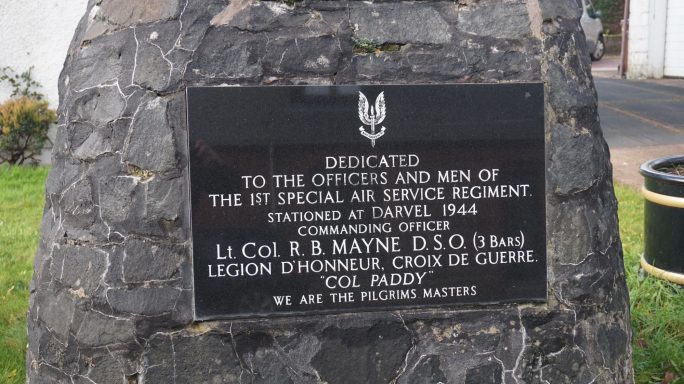 DEDICATED
TO THE OFFICERS AND MEN OF
THE 1ST SPECIAL AIR SERVICE REGIMENT.
STATIONED AT DARVEL 1944
COMMANDING OFFICER
Lt. Col. R. B. MAYNE D.S.O. (3 BARS)
LEGION D'HONNEUR, CROIX DE GUERRE.
"COL PADDY"
WE ARE THE PILGRIMS, MASTERS